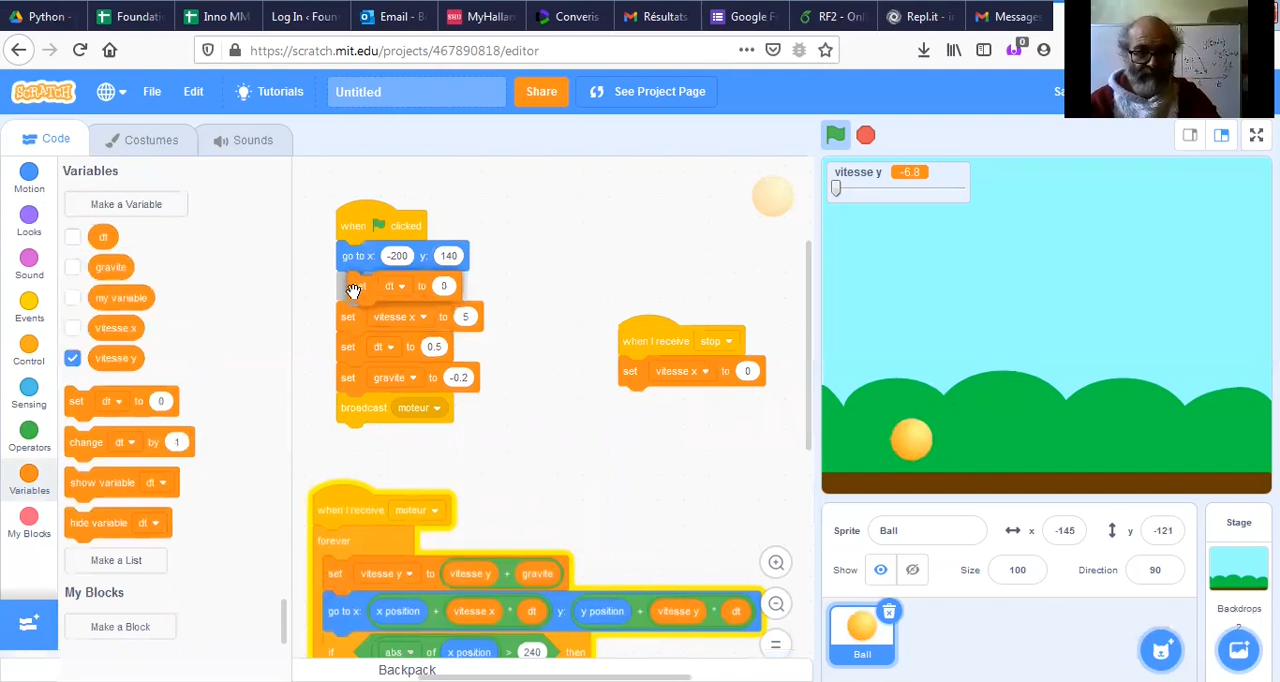 Python -
Foundati
Inno MM
Log In ‹ Foun
Email - B
MyHallam
Converis
Résultats
Google F
RF2 - Onl
Repl.it - in
Messages
https://scratch.mit.edu/projects/467890818/editor
0
SCRATCH
File
Edit
Tutorials
Untitled
Share
See Project Page
Sa
Code
Costumes
Sounds
Motion
Looks
Sound
Events
Control
Sensing
Operators
Variables
My Blocks
Variables
Make a Variable
dt
gravite
my variable
vitesse x
vitesse y
set dt to 0
change dt by 1
show variable dt
hide variable dt
Make a List
My Blocks
Make a Block
when clicked
go to x: -200 y: 140
dt to 0
set vitesse x to 5
set dt to 0.5
set gravite to -0.2
broadcast moteur
when I receive stop
set vitesse x to 0
when I receive moteur
forever
set vitesse y to vitesse y + gravite
go to x: x position + vitesse x * dt y: y position + vitesse y * dt
if abs of x position > 240 then
Backpack
vitesse y -6.8
Sprite Ball x -145 y -121
Show Size 100 Direction 90
Ball
Stage
Backdrops
2